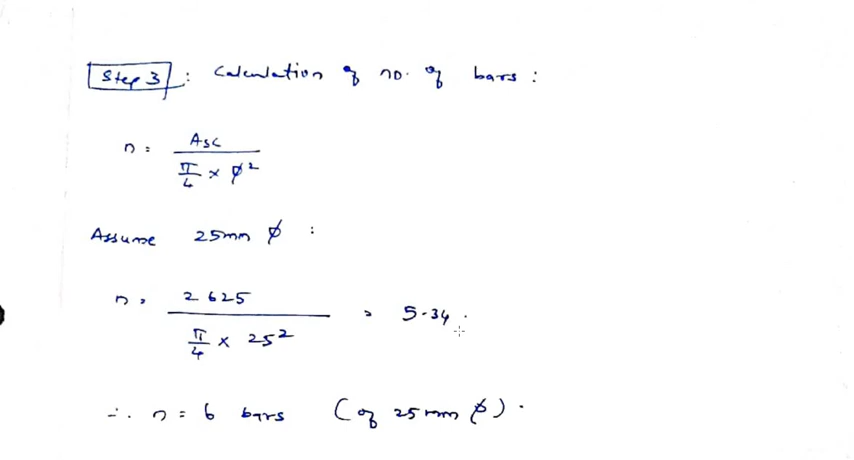 Step 3 : Calculation of no. of bars :
n = Asc / (π/4 × ϕ²)
Assume 25mm ϕ :
n = 2625 / (π/4 × 25²) = 5.34.
∴ n = 6 bars (of 25mm ϕ).